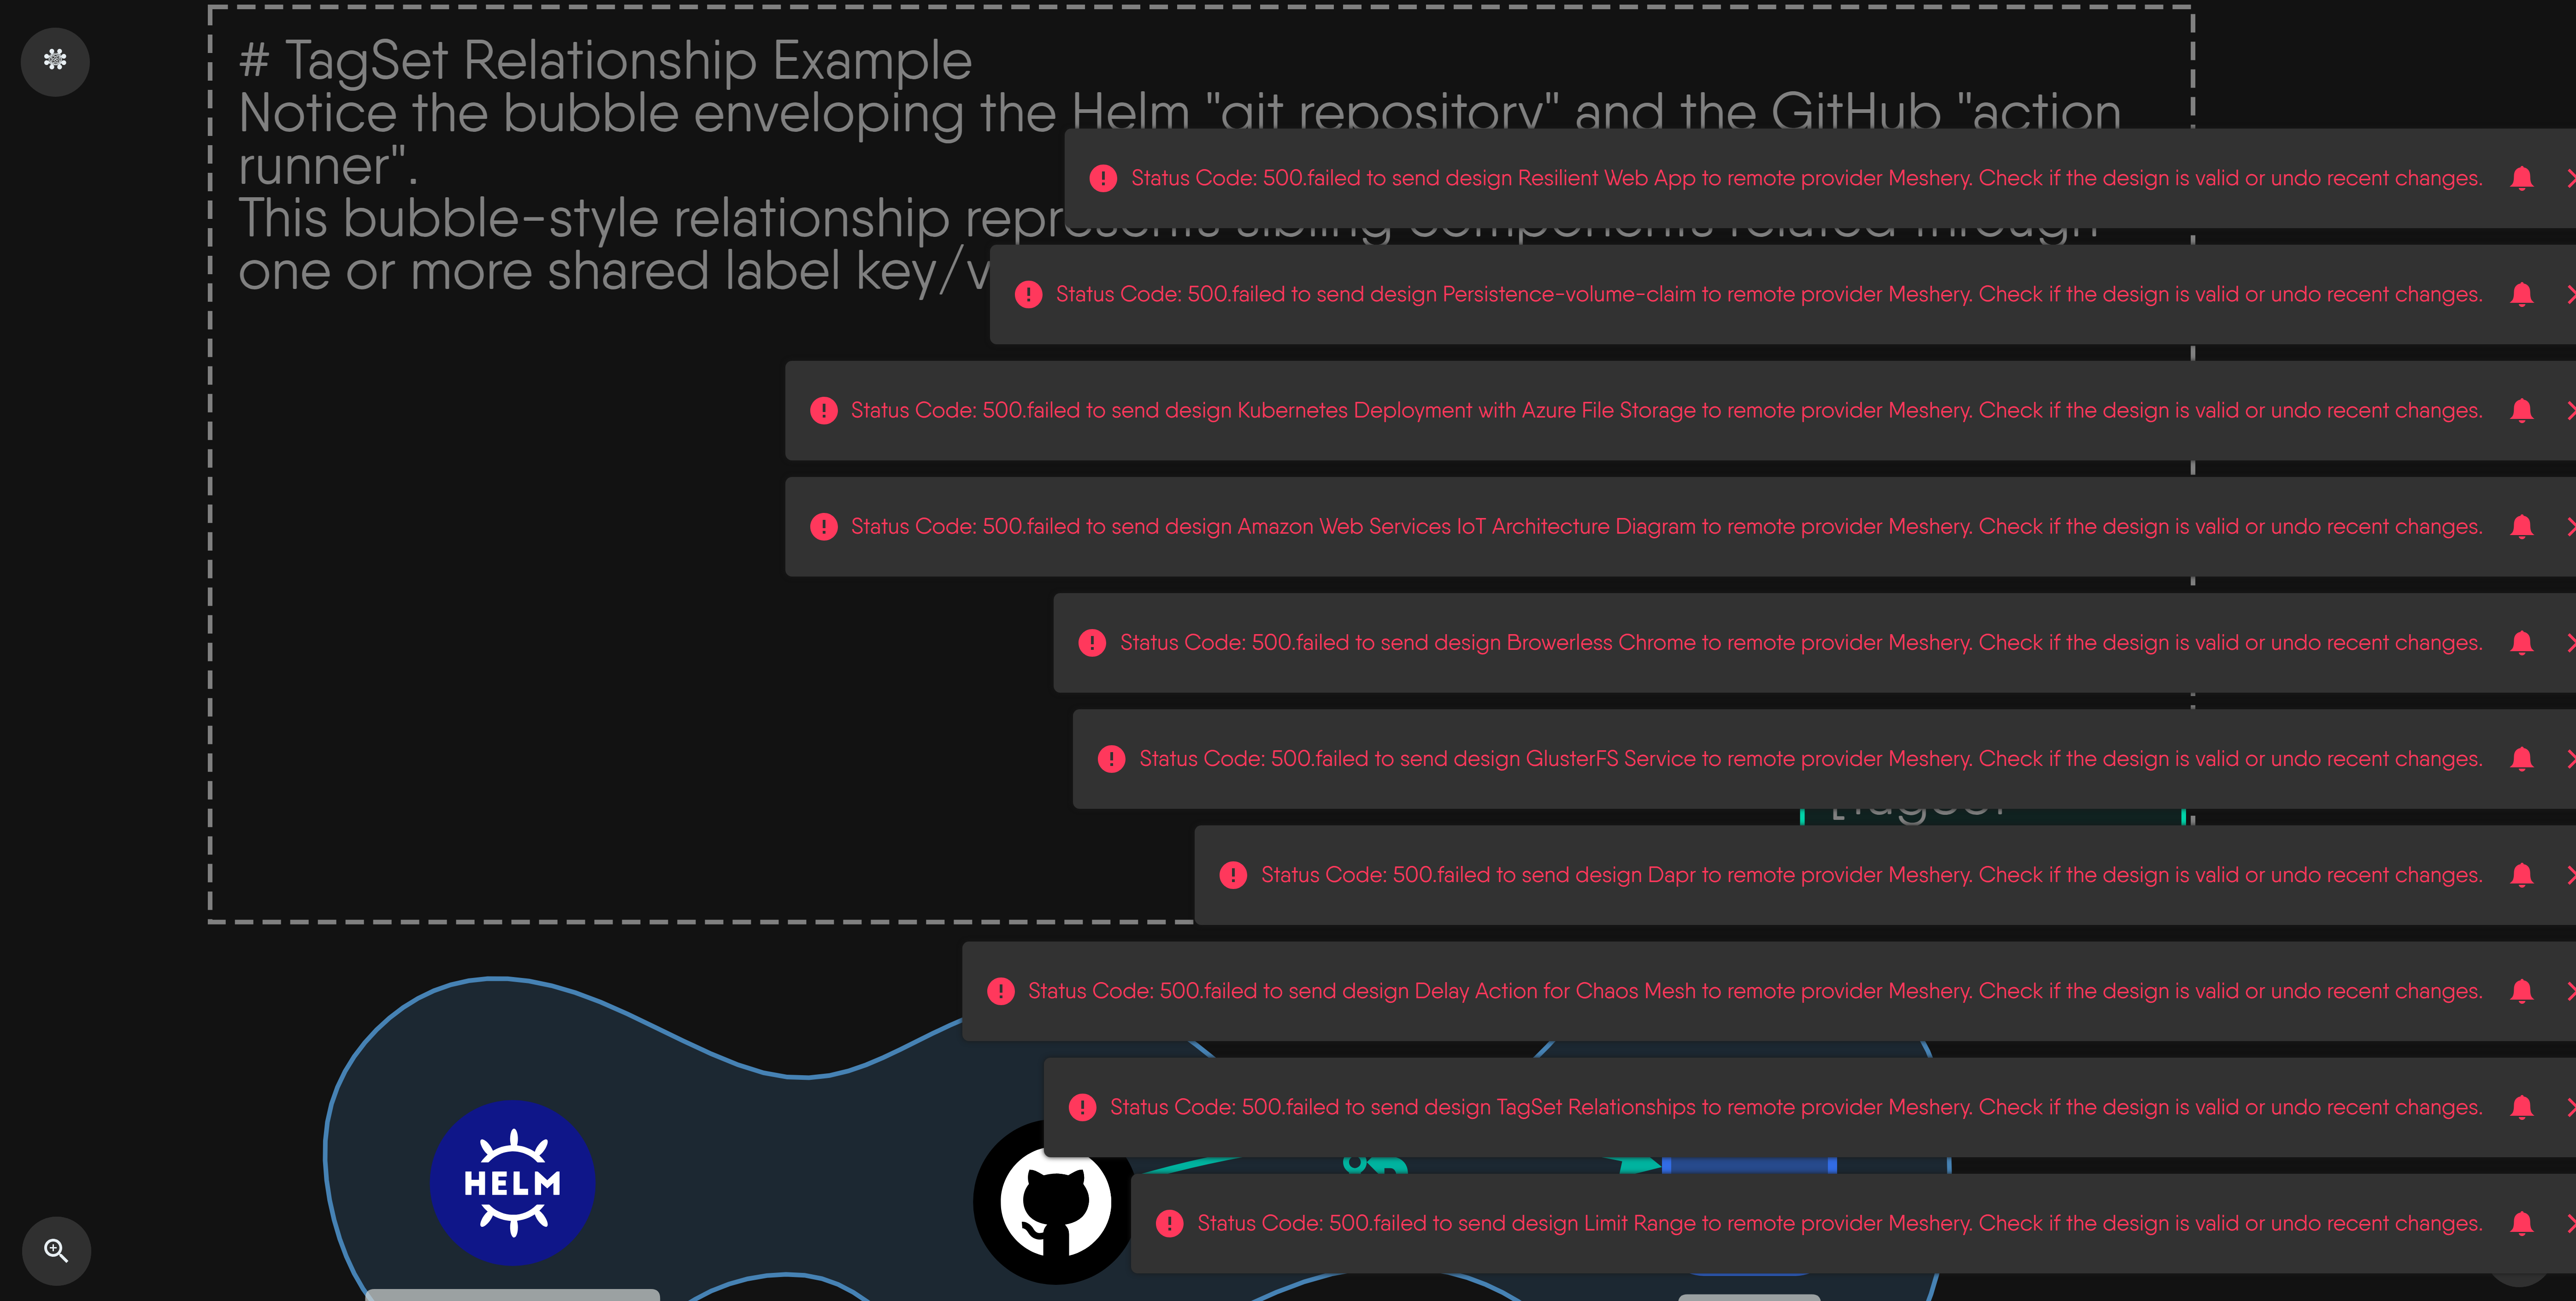 # TagSet Relationship Example
Notice the bubble enveloping the Helm "git repository" and the GitHub "action
runner".
Status Code: 500.failed to send design Resilient Web App to remote provider Meshery. Check if the design is valid or undo recent changes.
This bubble-style relationship represents sibling components related through
one or more shared label key/v
Status Code: 500.failed to send design Persistence-volume-claim to remote provider Meshery. Check if the design is valid or undo recent changes.
Status Code: 500.failed to send design Kubernetes Deployment with Azure File Storage to remote provider Meshery. Check if the design is valid or undo recent changes.
Status Code: 500.failed to send design Amazon Web Services IoT Architecture Diagram to remote provider Meshery. Check if the design is valid or undo recent changes.
Status Code: 500.failed to send design Browerless Chrome to remote provider Meshery. Check if the design is valid or undo recent changes.
Status Code: 500.failed to send design GlusterFS Service to remote provider Meshery. Check if the design is valid or undo recent changes.
[TagSet
Status Code: 500.failed to send design Dapr to remote provider Meshery. Check if the design is valid or undo recent changes.
Status Code: 500.failed to send design Delay Action for Chaos Mesh to remote provider Meshery. Check if the design is valid or undo recent changes.
Status Code: 500.failed to send design TagSet Relationships to remote provider Meshery. Check if the design is valid or undo recent changes.
HELM
Status Code: 500.failed to send design Limit Range to remote provider Meshery. Check if the design is valid or undo recent changes.